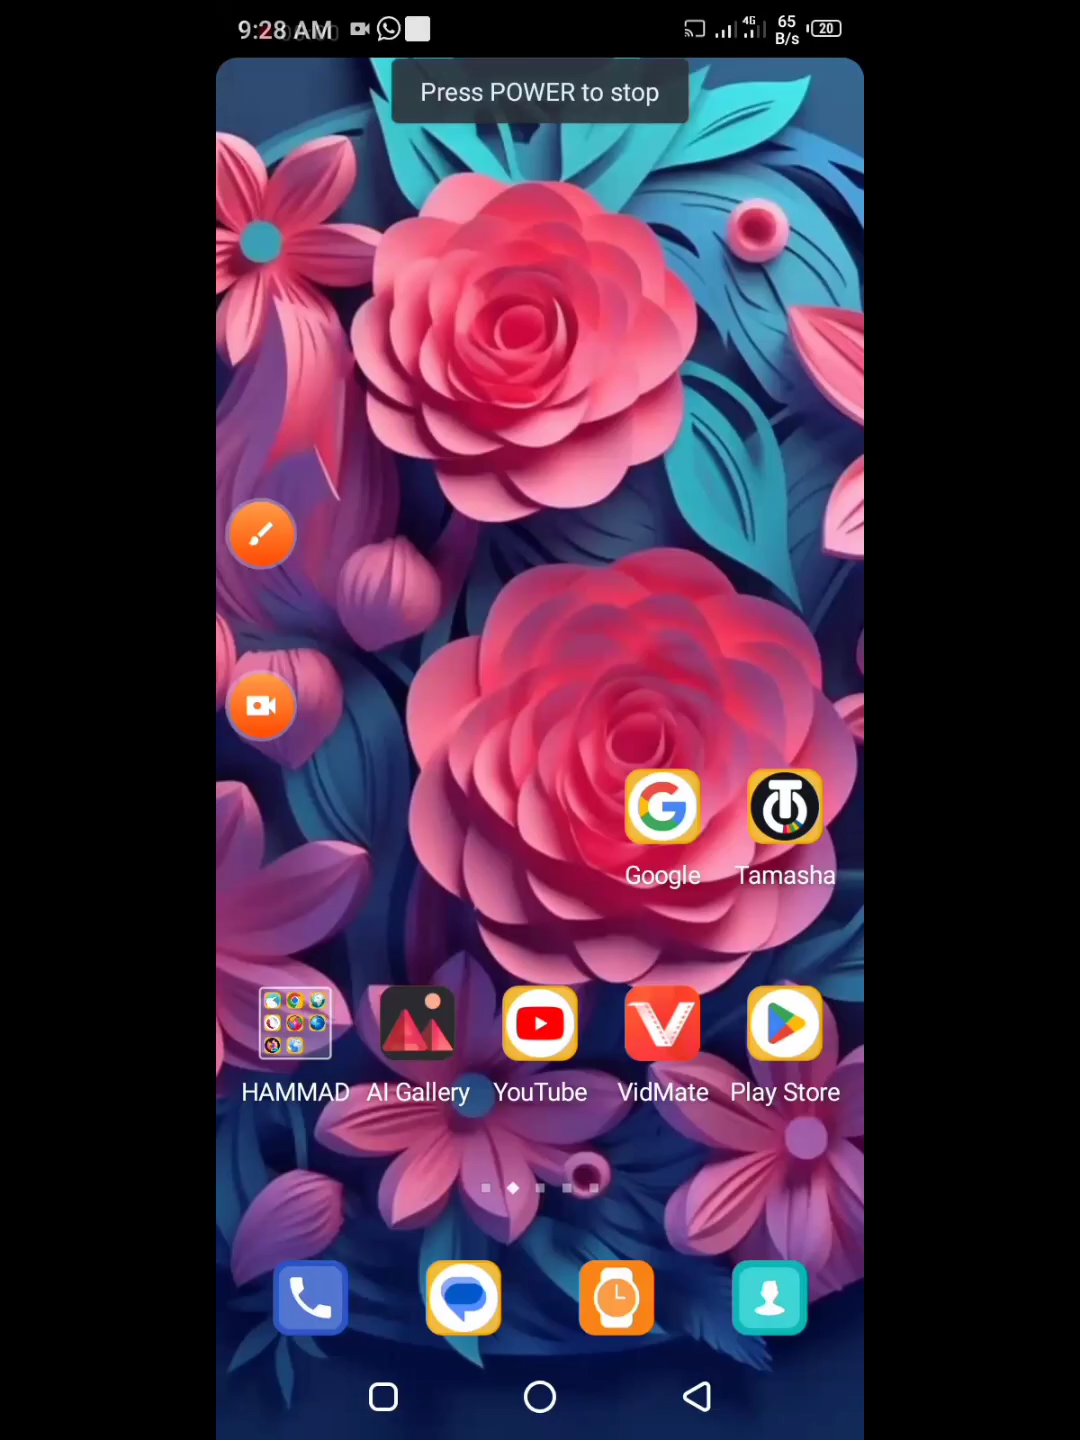 9:28 AM
4G
65
B/s
20
Press POWER to stop
Google
Tamasha
HAMMAD
AI Gallery
YouTube
VidMate
Play Store